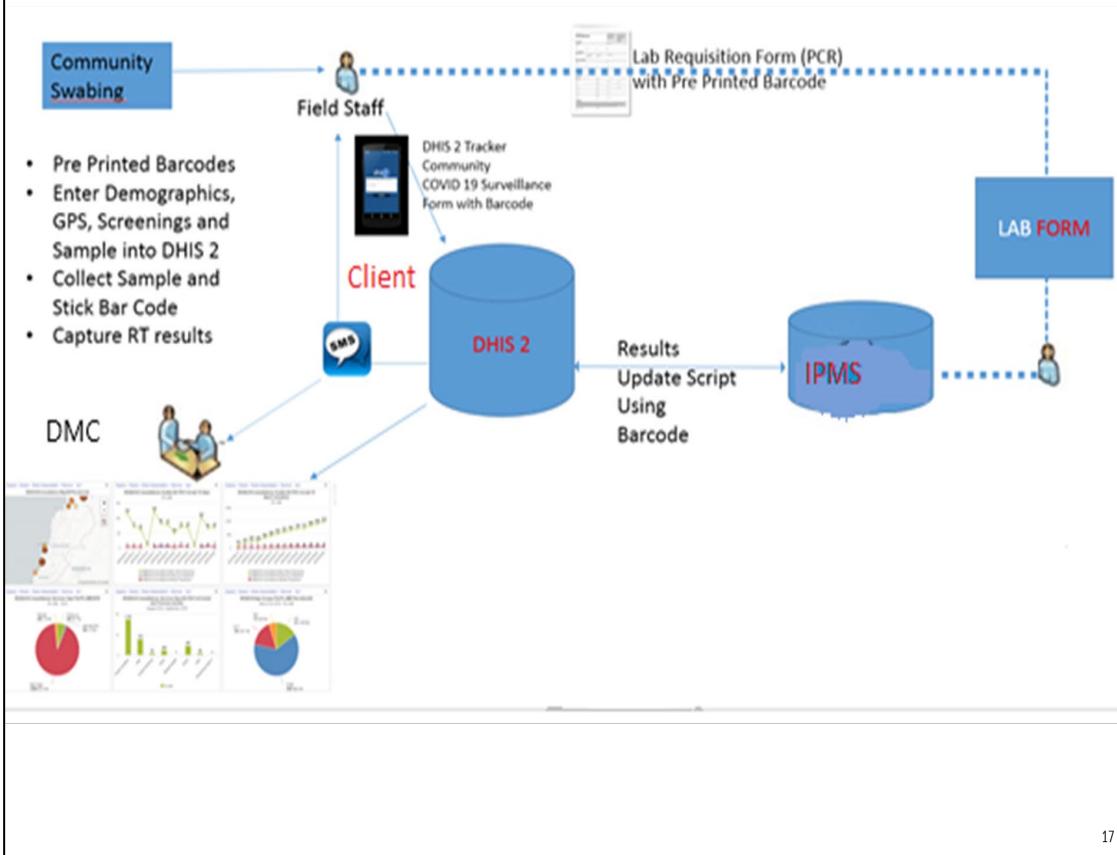 Community
Swabing
Field Staff
Lab Requisition Form (PCR)
with Pre Printed Barcode
DHIS 2 Tracker
Community
COVID 19 Surveillance
Form with Barcode
• Pre Printed Barcodes
• Enter Demographics,
GPS, Screenings and
Sample into DHIS 2
• Collect Sample and
Stick Bar Code
• Capture RT results
LAB FORM
Client
SMS
DHIS 2
Results
Update Script
Using
Barcode
IPMS
DMC
17